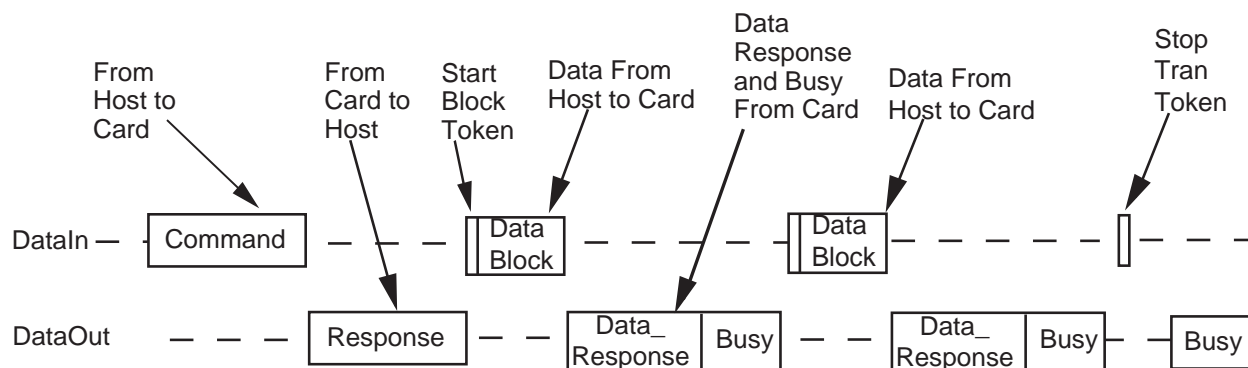 From
Host to
Card
From
Card to
Host
Start
Block
Token
Data From
Host to Card
Data
Response
and Busy
From Card
Data From
Host to Card
Stop
Tran
Token
DataIn
Command
Data
Block
Data
Block
DataOut
Response
Data_
Response
Busy
Data_
Response
Busy
Busy